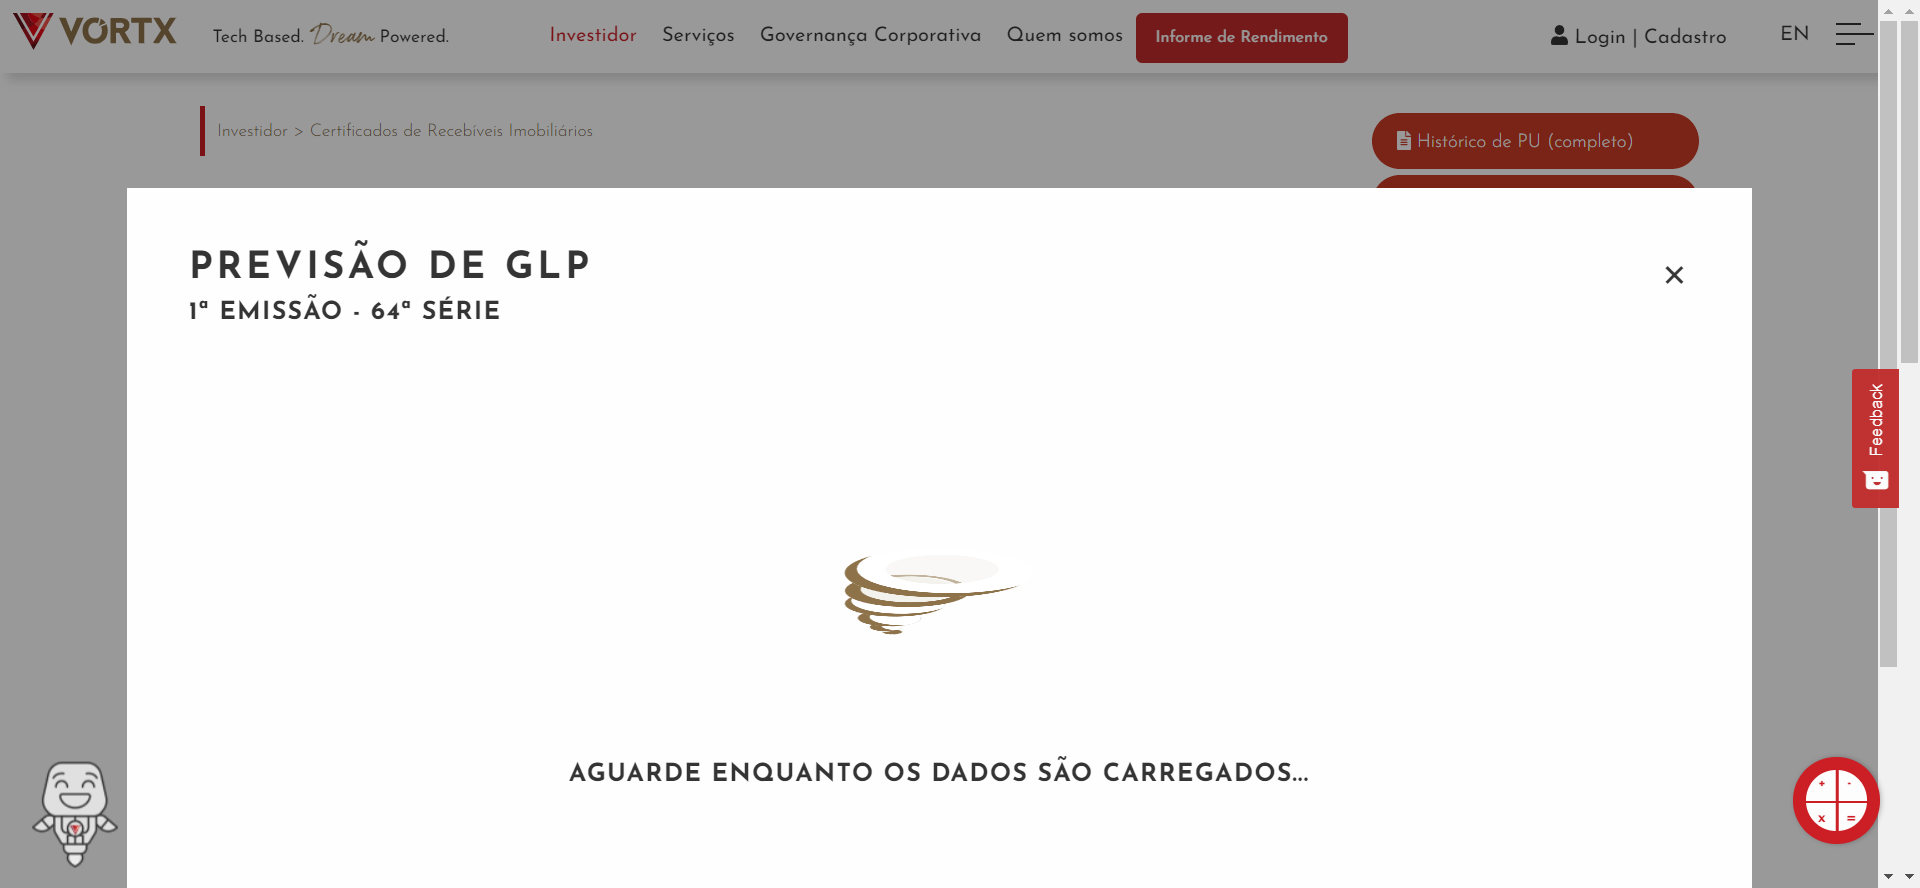 VÓRTX
Tech Based. Dream Powered.
Investidor
Serviços
Governança Corporativa
Quem somos
Informe de Rendimento
Login | Cadastro
EN
Investidor > Certificados de Recebíveis Imobiliários
Histórico de PU (completo)
PREVISÃO DE GLP
1ª EMISSÃO - 64ª SÉRIE
×
Feedback
AGUARDE ENQUANTO OS DADOS SÃO CARREGADOS...
+ -
x =